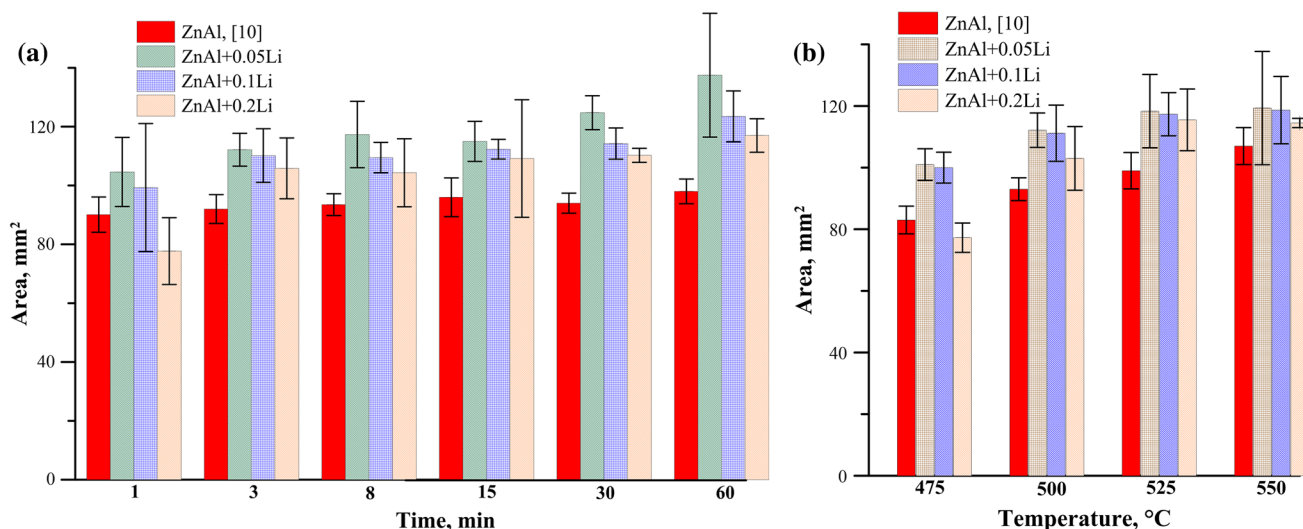 (a)
ZnAl, [10]
ZnAl+0.05Li
ZnAl+0.1Li
ZnAl+0.2Li
Area, mm²
120
80
40
0
1 3 8 15 30 60
Time, min
(b)
ZnAl, [10]
ZnAl+0.05Li
ZnAl+0.1Li
ZnAl+0.2Li
Area, mm²
120
80
40
0
475 500 525 550
Temperature, °C